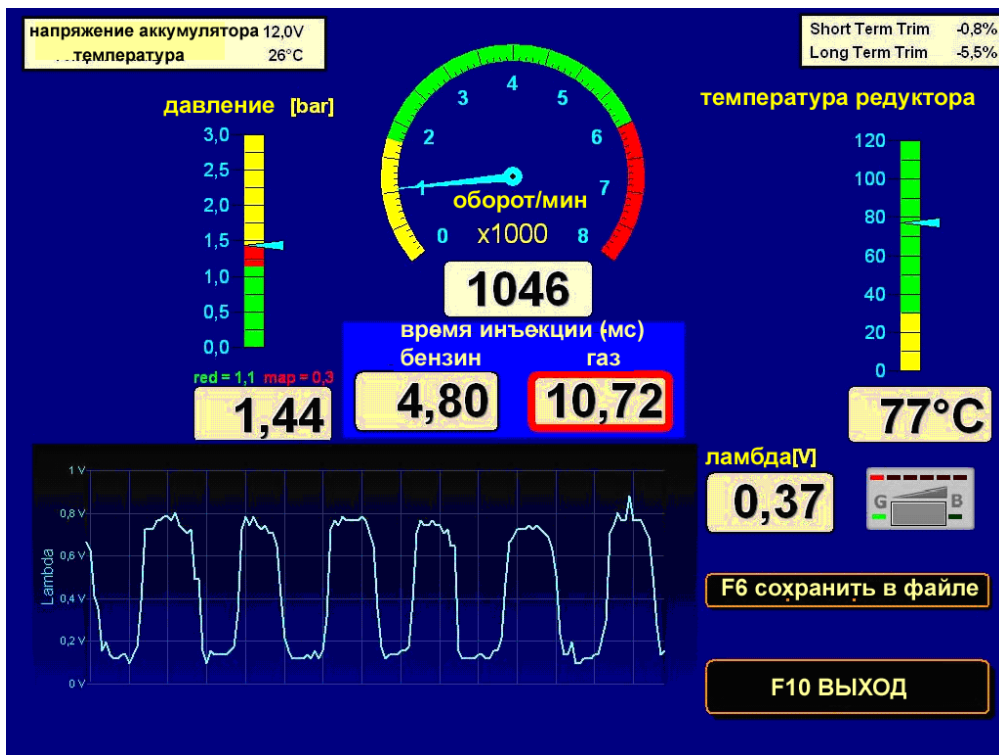 напряжение аккумулятора 12,0V
температура 26°C
Short Term Trim -0,8%
Long Term Trim -5,5%
давление [bar]
3,0
2,5
2,0
1,5
1,0
0,5
0,0
red = 1,1 map = 0,3
1,44
0 1 2 3 4 5 6 7 8
оборот/мин
x1000
1046
время инъекции (мс)
бензин газ
4,80 10,72
температура редуктора
120
100
80
60
40
20
0
77°C
Lambda
1 V
0,8 V
0,6 V
0,4 V
0,2 V
0 V
ламбда[V]
0,37
G B
F6 сохранить в файле
F10 ВЫХОД